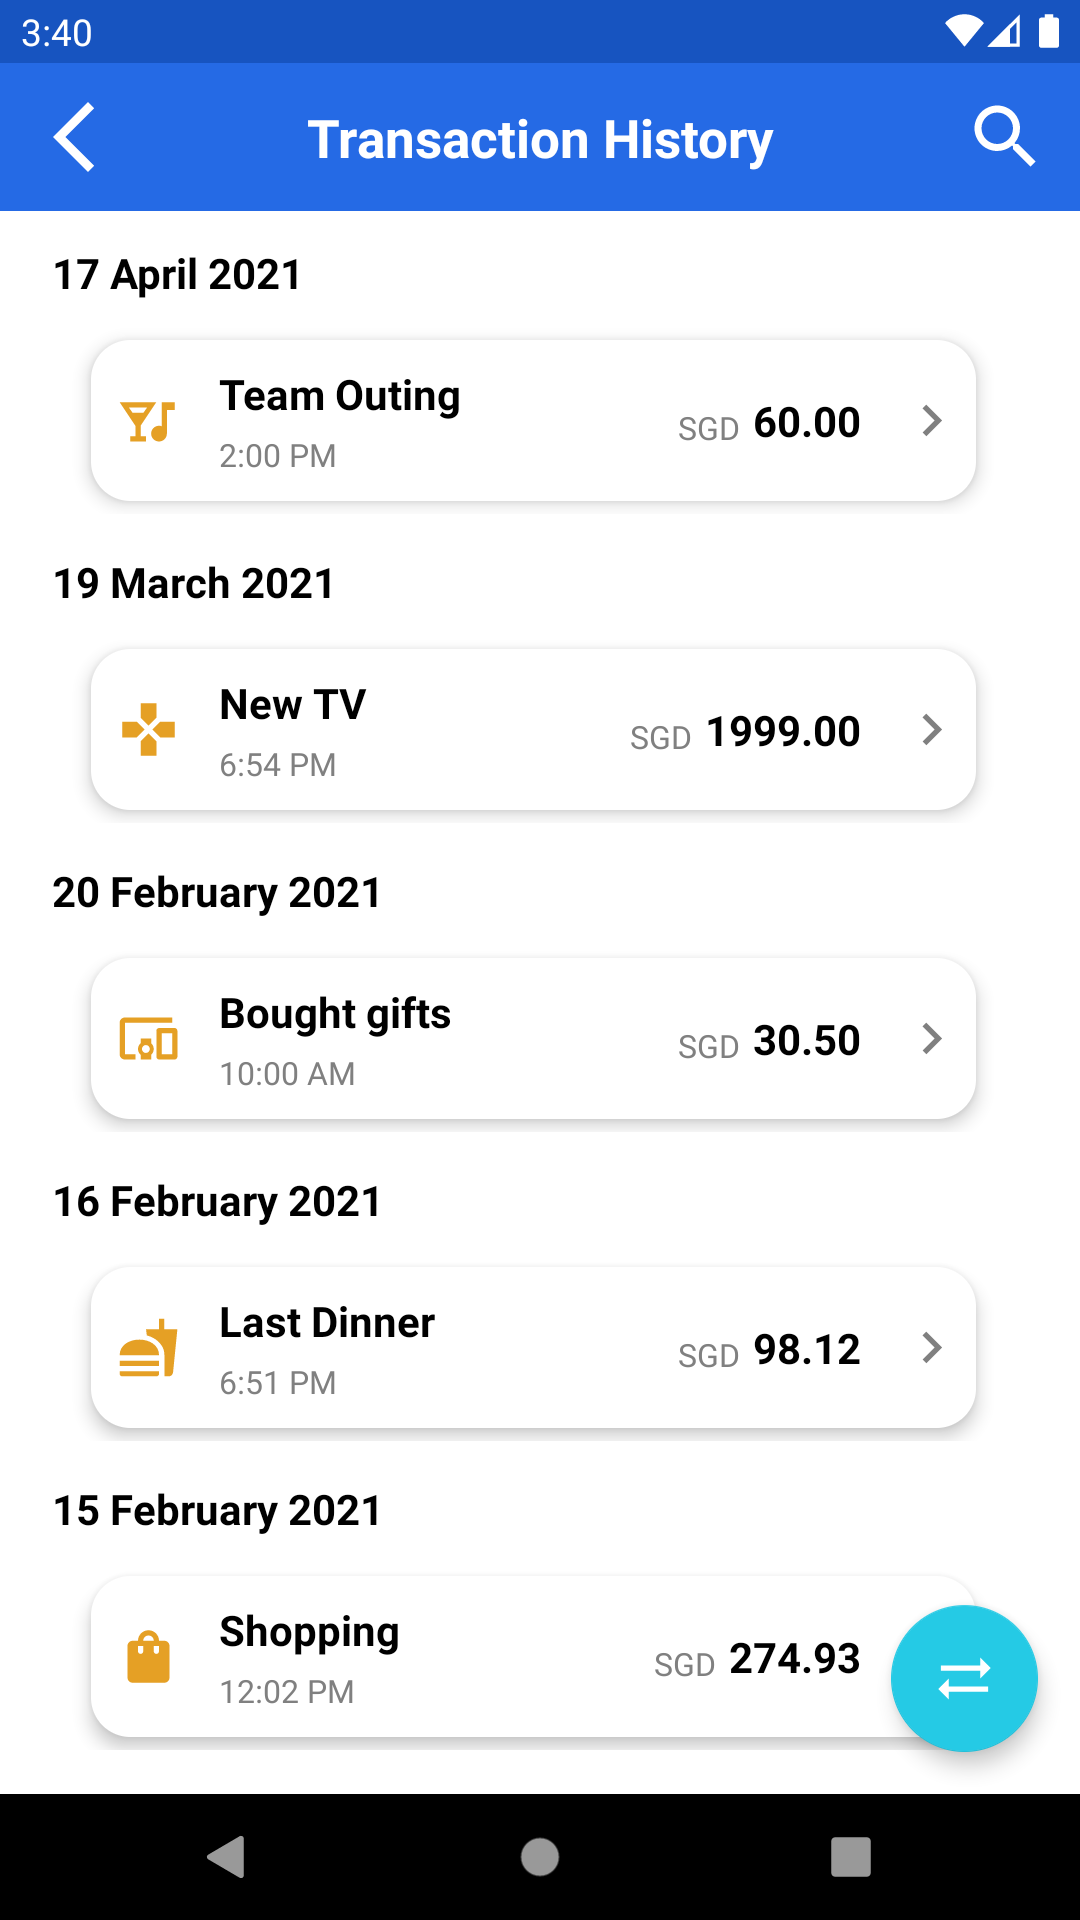 3:40
Transaction History
17 April 2021
Team Outing
2:00 PM
SGD 60.00
19 March 2021
New TV
6:54 PM
SGD 1999.00
20 February 2021
Bought gifts
10:00 AM
SGD 30.50
16 February 2021
Last Dinner
6:51 PM
SGD 98.12
15 February 2021
Shopping
12:02 PM
SGD 274.93